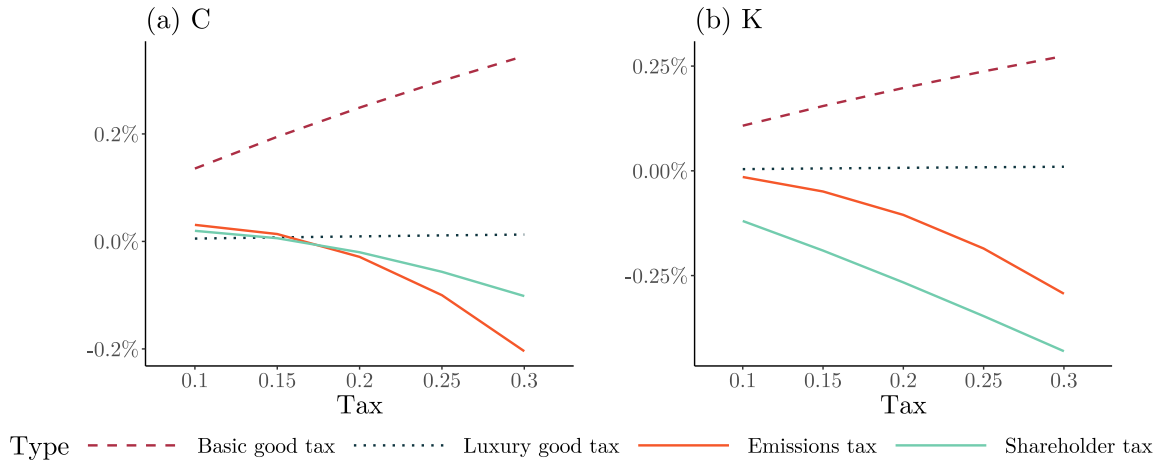 (a) C
0.2%
0.0%
-0.2%
0.1 0.15 0.2 0.25 0.3
Tax
(b) K
0.25%
0.00%
-0.25%
0.1 0.15 0.2 0.25 0.3
Tax
Type Basic good tax Luxury good tax Emissions tax Shareholder tax